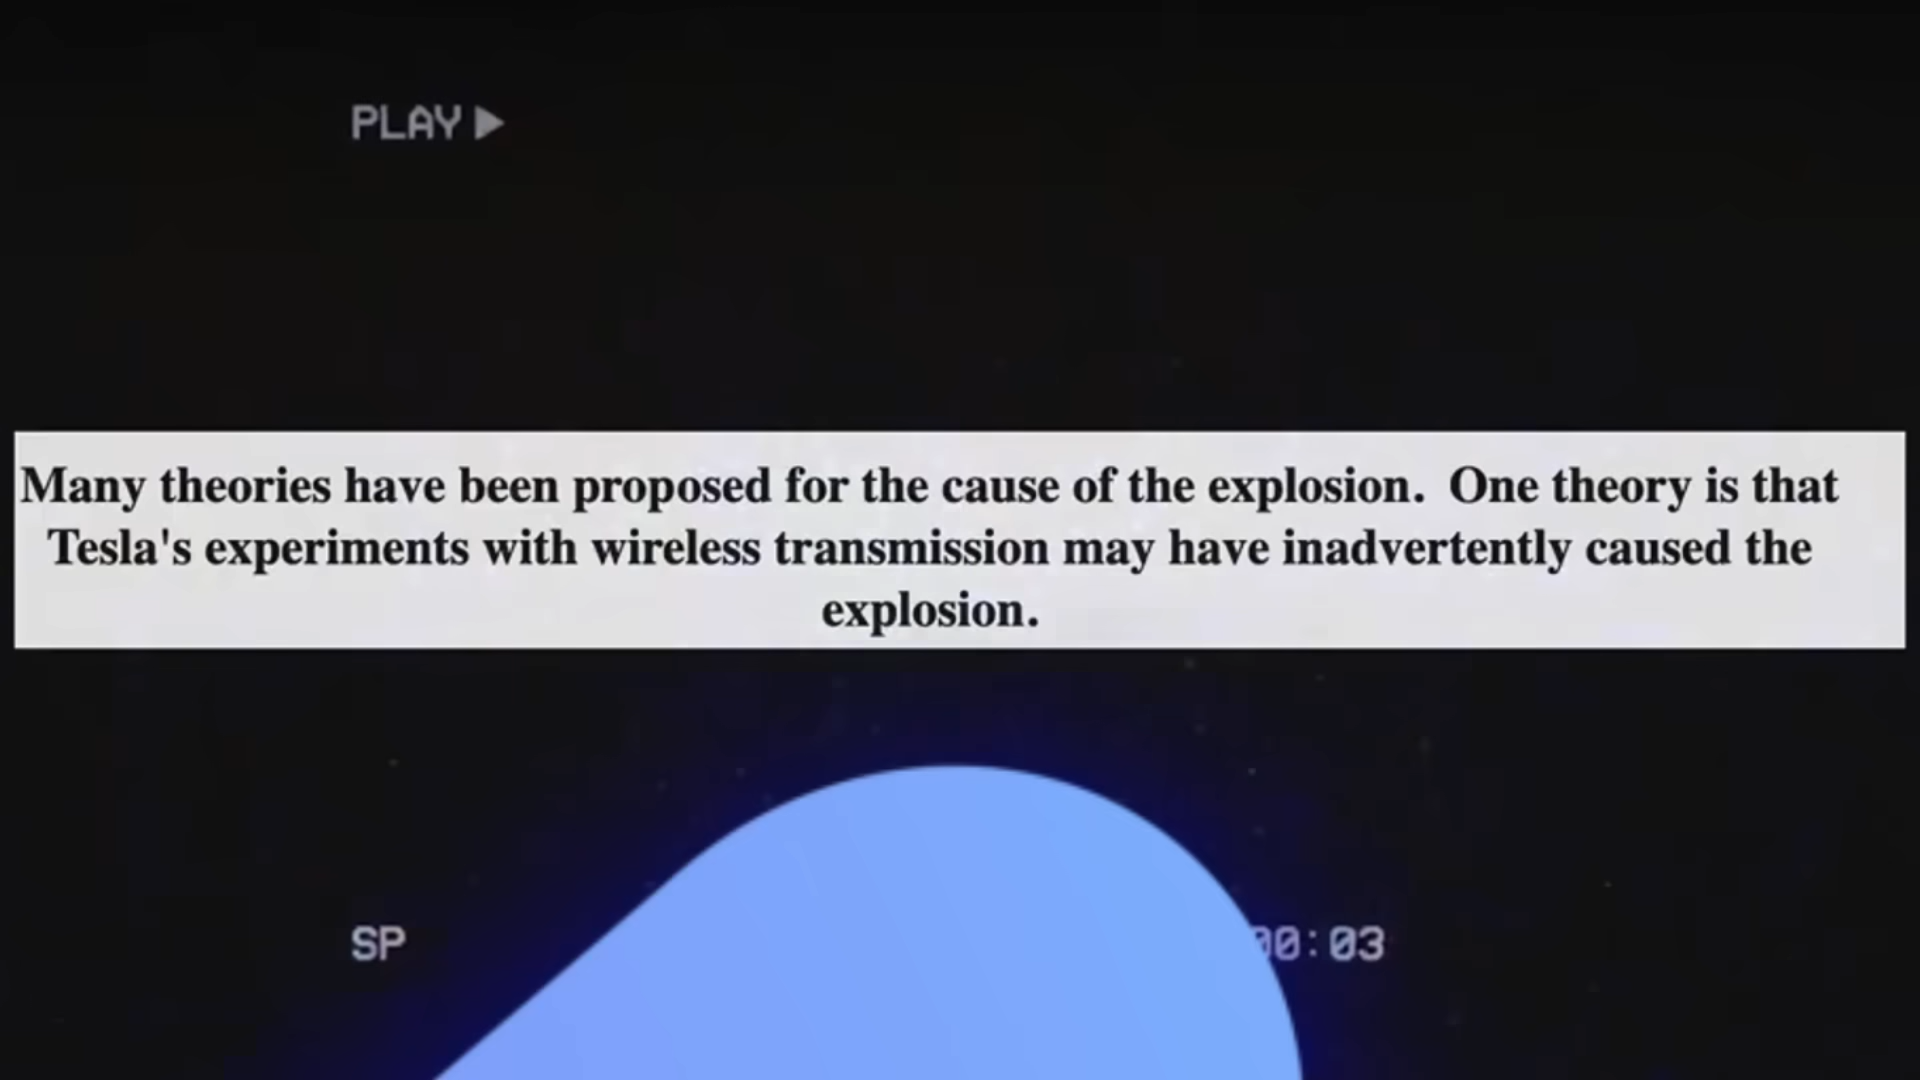 PLAY
Many theories have been proposed for the cause of the explosion. One theory is that
Tesla's experiments with wireless transmission may have inadvertently caused the
explosion.
SP
00:03